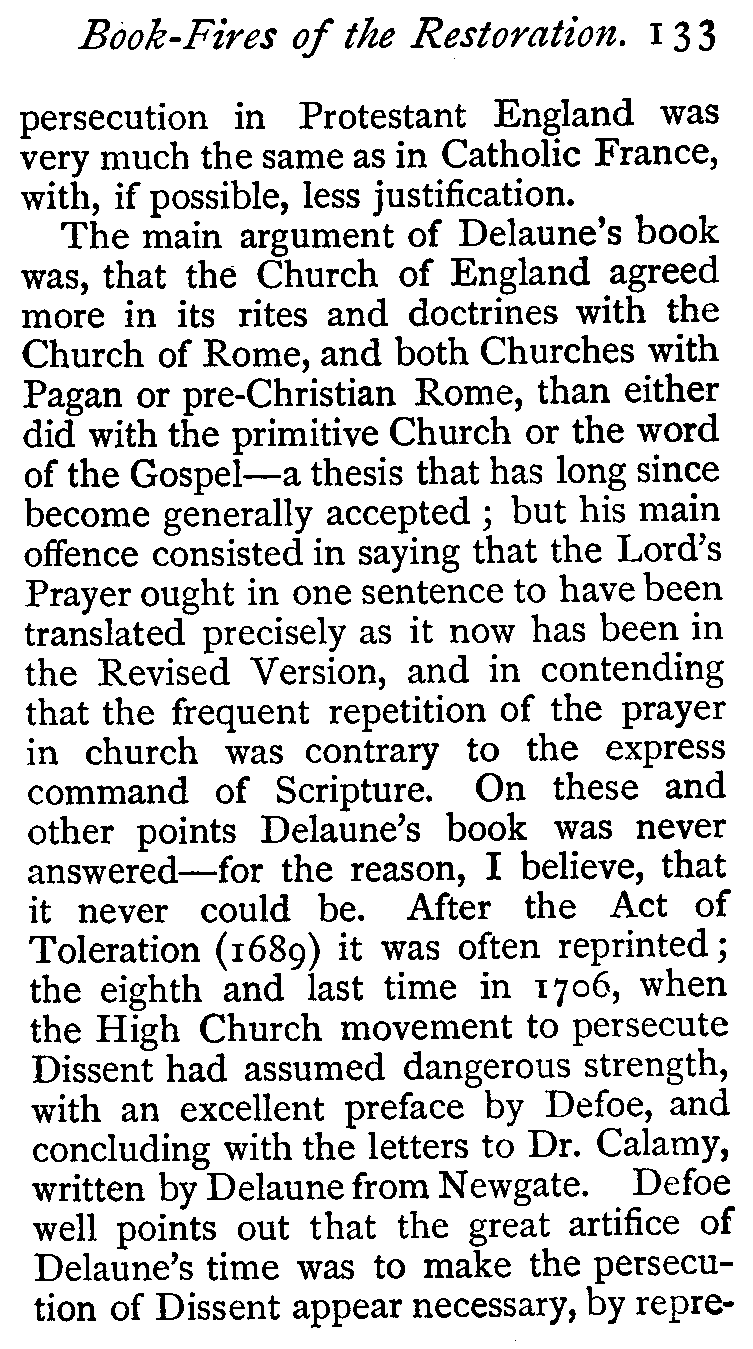 Book-Fires of the Restoration. 133
persecution in Protestant England was
very much the same as in Catholic France,
with, if possible, less justification.
The main argument of Delaune's book
was, that the Church of England agreed
more in its rites and doctrines with the
Church of Rome, and both Churches with
Pagan or pre-Christian Rome, than either
did with the primitive Church or the word
of the Gospel—a thesis that has long since
become generally accepted ; but his main
offence consisted in saying that the Lord's
Prayer ought in one sentence to have been
translated precisely as it now has been in
the Revised Version, and in contending
that the frequent repetition of the prayer
in church was contrary to the express
command of Scripture. On these and
other points Delaune's book was never
answered—for the reason, I believe, that
it never could be. After the Act of
Toleration (1689) it was often reprinted ;
the eighth and last time in 1706, when
the High Church movement to persecute
Dissent had assumed dangerous strength,
with an excellent preface by Defoe, and
concluding with the letters to Dr. Calamy,
written by Delaune from Newgate. Defoe
well points out that the great artifice of
Delaune's time was to make the persecu-
tion of Dissent appear necessary, by repre-